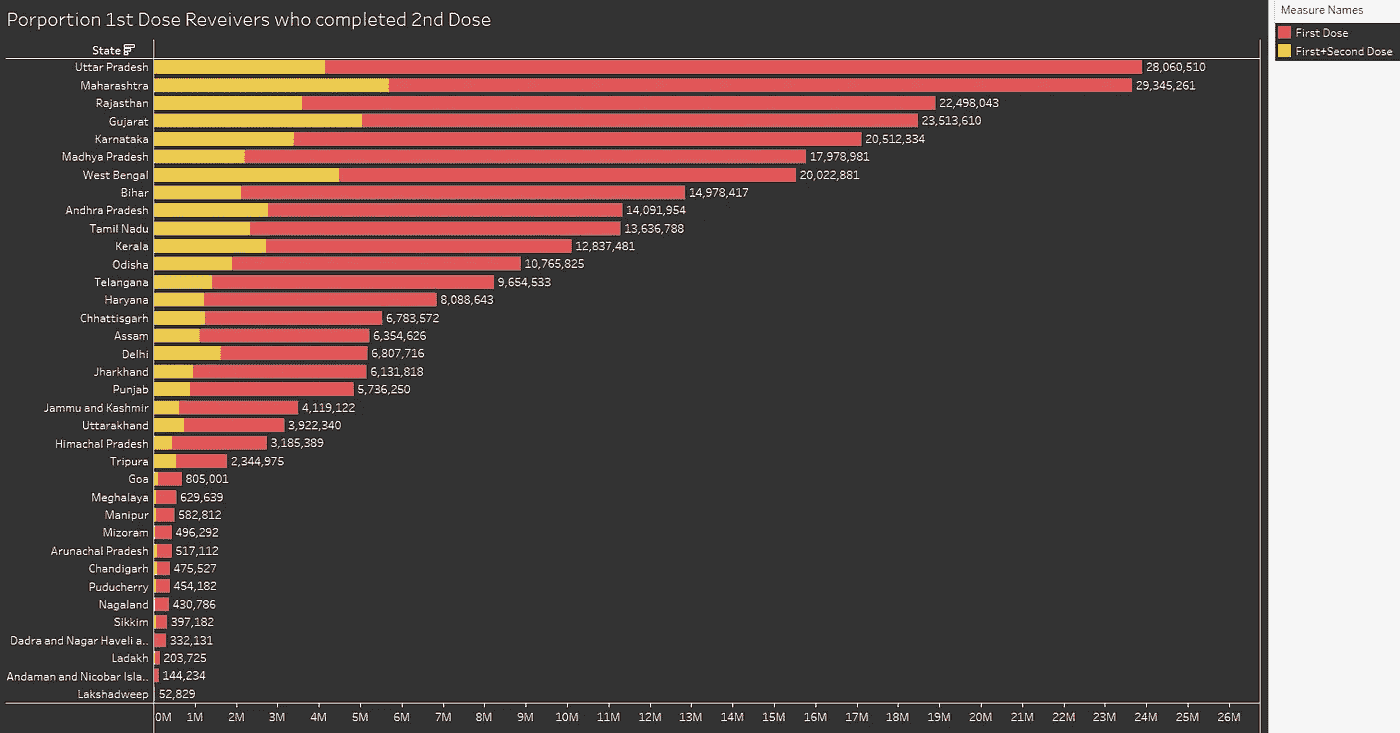 Porportion 1st Dose Reveivers who completed 2nd Dose
Measure Names
First Dose
First+Second Dose
State
Uttar Pradesh 28,060,510
Maharashtra 29,345,261
Rajasthan 22,498,043
Gujarat 23,513,610
Karnataka 20,512,334
Madhya Pradesh 17,978,981
West Bengal 20,022,881
Bihar 14,978,417
Andhra Pradesh 14,091,954
Tamil Nadu 13,636,788
Kerala 12,837,481
Odisha 10,765,825
Telangana 9,654,533
Haryana 8,088,643
Chhattisgarh 6,783,572
Assam 6,354,626
Delhi 6,807,716
Jharkhand 6,131,818
Punjab 5,736,250
Jammu and Kashmir 4,119,122
Uttarakhand 3,922,340
Himachal Pradesh 3,185,389
Tripura 2,344,975
Goa 805,001
Meghalaya 629,639
Manipur 582,812
Mizoram 496,292
Arunachal Pradesh 517,112
Chandigarh 475,527
Puducherry 454,182
Nagaland 430,786
Sikkim 397,182
Dadra and Nagar Haveli a.. 332,131
Ladakh 203,725
Andaman and Nicobar Isla.. 144,234
Lakshadweep 52,829
0M 1M 2M 3M 4M 5M 6M 7M 8M 9M 10M 11M 12M 13M 14M 15M 16M 17M 18M 19M 20M 21M 22M 23M 24M 25M 26M